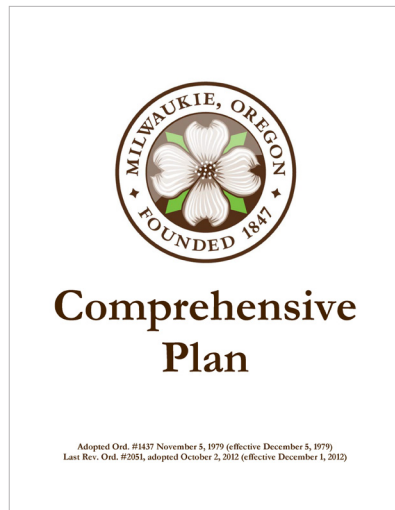 MILWAUKIE, OREGON
FOUNDED 1847
Comprehensive
Plan
Adopted Ord. #1437 November 5, 1979 (effective December 5, 1979)
Last Rev. Ord. #2051, adopted October 2, 2012 (effective December 1, 2012)